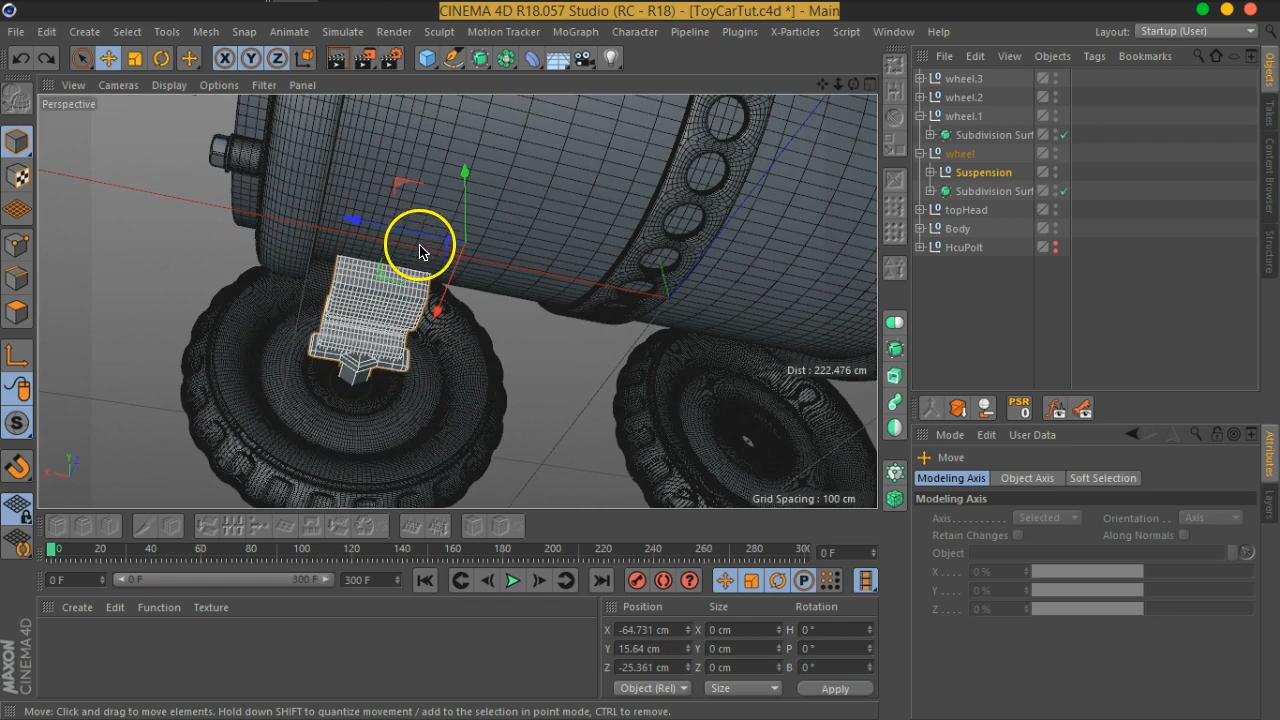 CINEMA 4D R18.057 Studio (RC - R18) - [ToyCarTut.c4d *] - Main
File Edit Create Select Tools Mesh Snap Animate Simulate Render Sculpt Motion Tracker MoGraph Character Pipeline Plugins X-Particles Script Window Help
Layout: Startup (User)
X Y Z
File Edit View Objects Tags Bookmarks
View Cameras Display Options Filter Panel
Perspective
wheel.3
wheel.2
wheel.1
Subdivision Surf
wheel
Suspension
Subdivision Surf
topHead
Body
HcuPolt
Objects
Takes
Content Browser
Structure
Dist : 222.476 cm
Grid Spacing : 100 cm
Y
Z
X
S
PSR
0
Mode Edit User Data
Move
Modeling Axis Object Axis Soft Selection
Modeling Axis
Axis.......... Selected Orientation .. Axis
Retain Changes Along Normals
Object
X .... 0 %
Y .... 0 %
Z .... 0 %
Attributes
Layers
0 20 40 60 80 100 120 140 160 180 200 220 240 260 280 30
0 F
0 F 0 F 300 F 300 F
P
Create Edit Function Texture
Position Size Rotation
X -64.731 cm X 0 cm H 0 °
Y 15.64 cm Y 0 cm P 0 °
Z -25.361 cm Z 0 cm B 0 °
Object (Rel) Size Apply
MAXON
CINEMA 4D
Move: Click and drag to move elements. Hold down SHIFT to quantize movement / add to the selection in point mode, CTRL to remove.